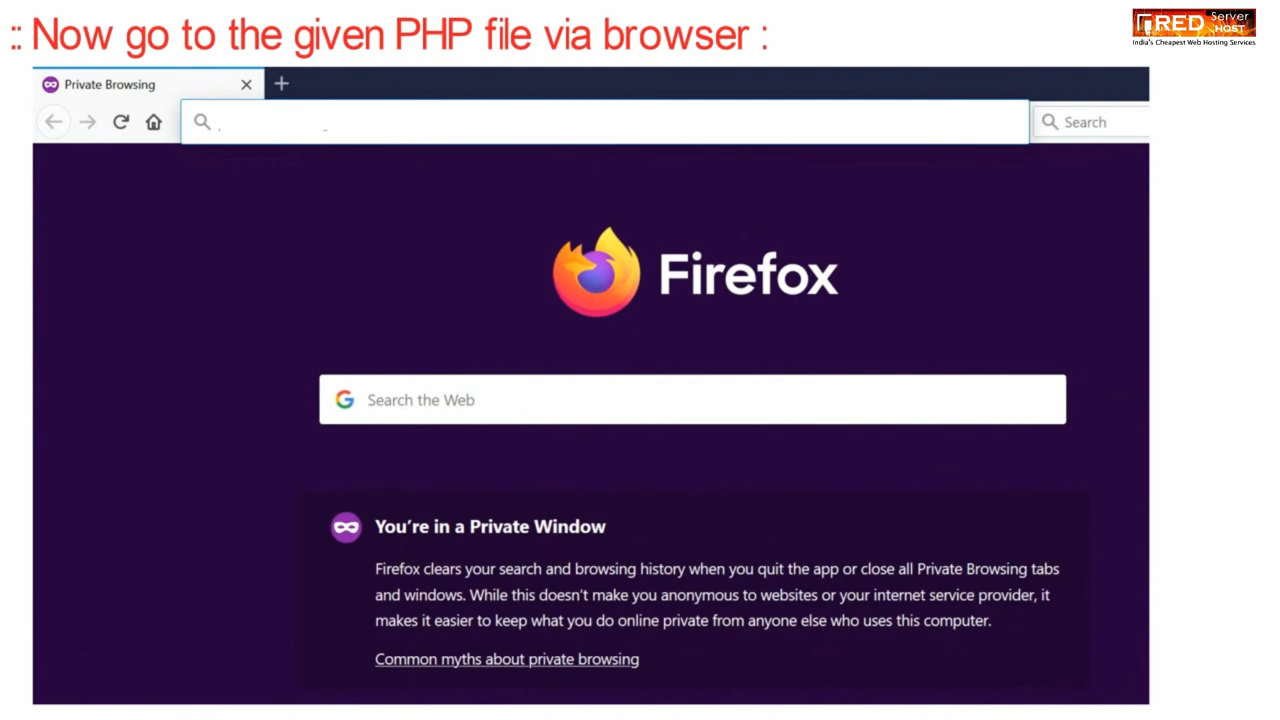 :: Now go to the given PHP file via browser :
RED Server HOST
India's Cheapest Web Hosting Services
Private Browsing
Search
Firefox
Search the Web
You're in a Private Window
Firefox clears your search and browsing history when you quit the app or close all Private Browsing tabs
and windows. While this doesn't make you anonymous to websites or your internet service provider, it
makes it easier to keep what you do online private from anyone else who uses this computer.
Common myths about private browsing